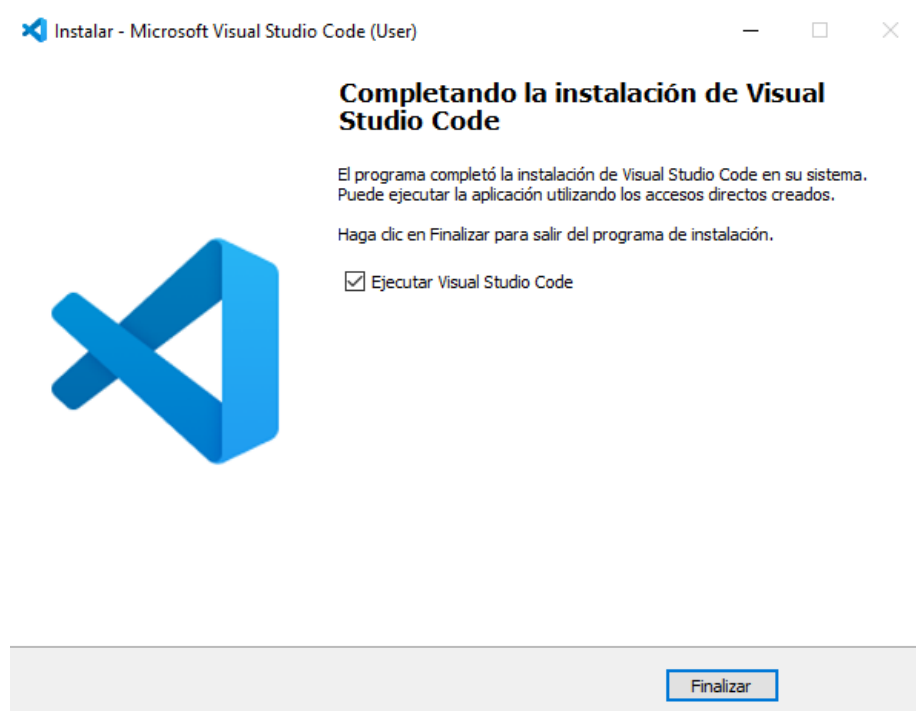 Instalar - Microsoft Visual Studio Code (User)
Completando la instalación de Visual
Studio Code
El programa completó la instalación de Visual Studio Code en su sistema.
Puede ejecutar la aplicación utilizando los accesos directos creados.
Haga clic en Finalizar para salir del programa de instalación.
Ejecutar Visual Studio Code
Finalizar